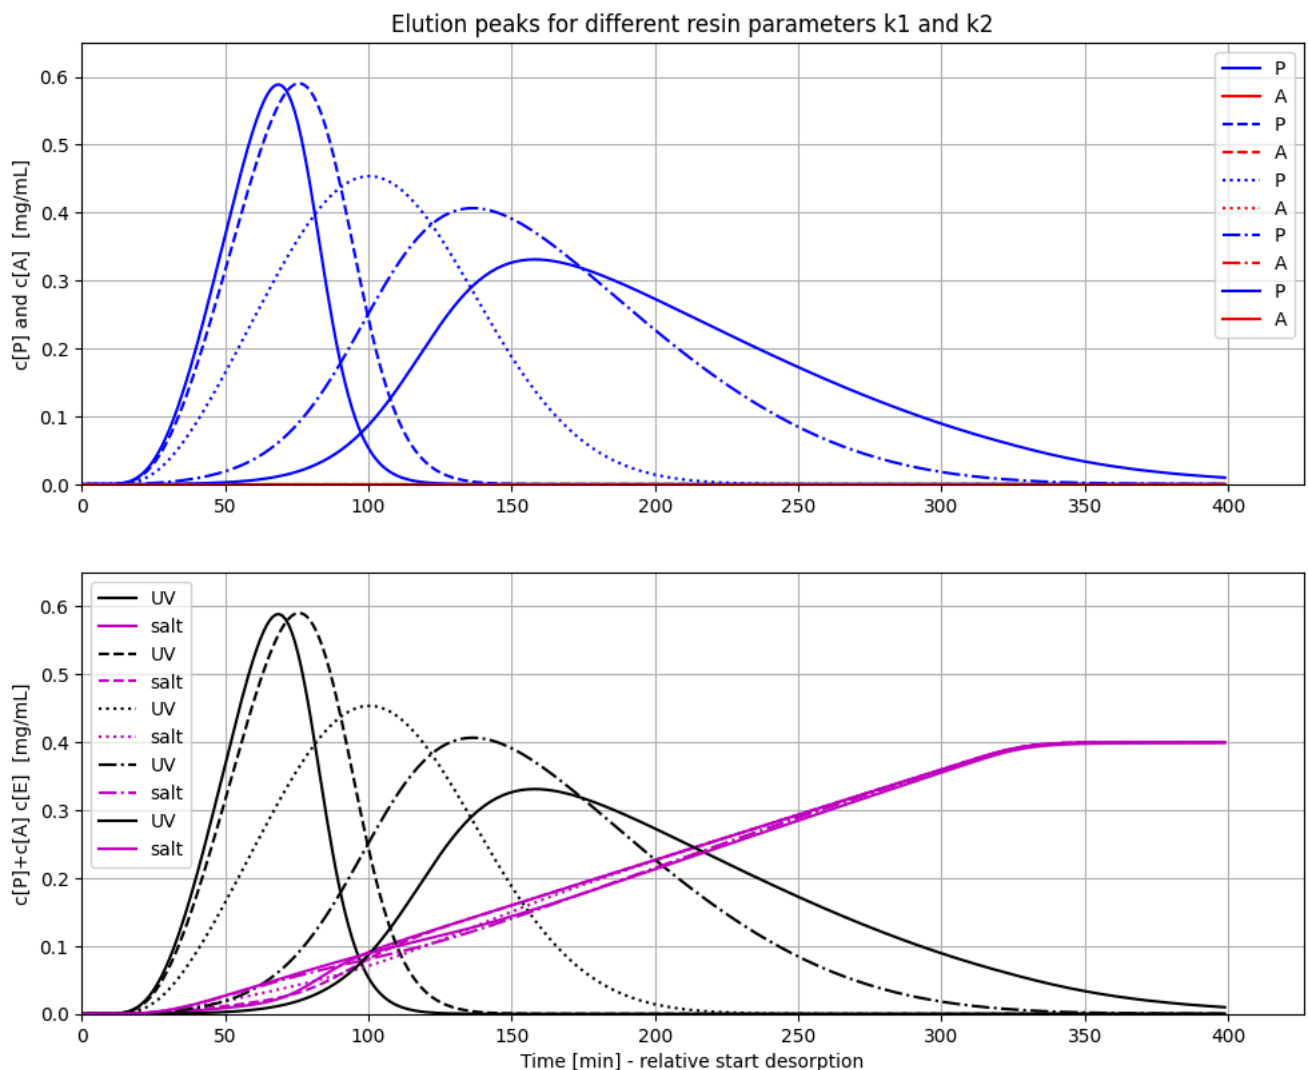 Elution peaks for different resin parameters k1 and k2
c[P] and c[A] [mg/mL]
0.6
0.5
0.4
0.3
0.2
0.1
0.0
0 50 100 150 200 250 300 350 400
P
A
P
A
P
A
P
A
P
A
c[P]+c[A] c[E] [mg/mL]
0.6
0.5
0.4
0.3
0.2
0.1
0.0
UV
salt
UV
salt
UV
salt
UV
salt
UV
salt
0 50 100 150 200 250 300 350 400
Time [min] - relative start desorption